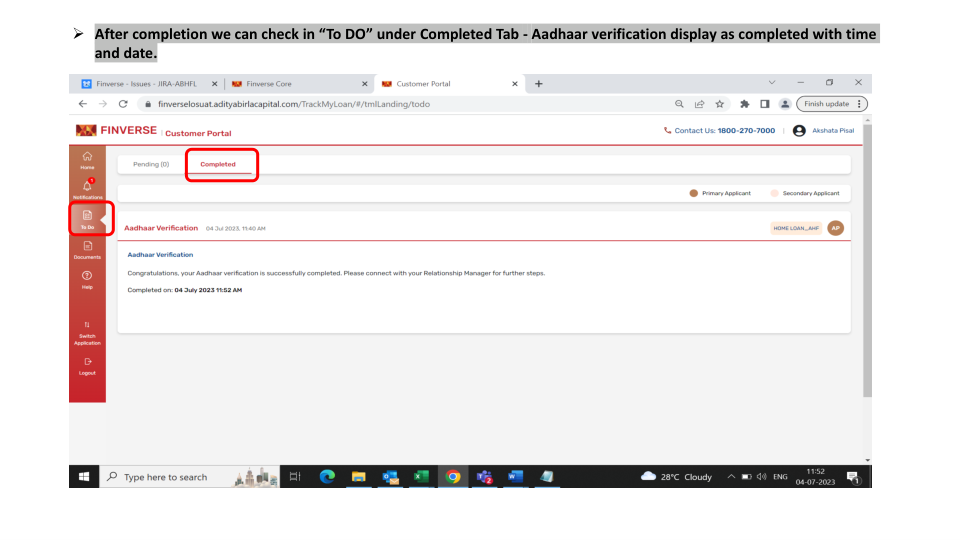 ➢ After completion we can check in “To DO” under Completed Tab - Aadhaar verification display as completed with time
and date.
Finverse - Issues - JIRA-ABHFL
Finverse Core
Customer Portal
finverselosuat.adityabirlacapital.com/TrackMyLoan/#/tmlLanding/todo
Finish update
FINVERSE | Customer Portal
Contact Us: 1800-270-7000 | Akshata Pisal
Home
Notifications
To Do
Documents
Help
Switch
Application
Logout
Pending (0)
Completed
Primary Applicant
Secondary Applicant
Aadhaar Verification 04 Jul 2023, 11:40 AM
HOME LOAN_AHF
AP
Aadhaar Verification
Congratulations, your Aadhaar verification is successfully completed. Please connect with your Relationship Manager for further steps.
Completed on: 04 July 2023 11:52 AM
Type here to search
28°C Cloudy
ENG
11:52
04-07-2023